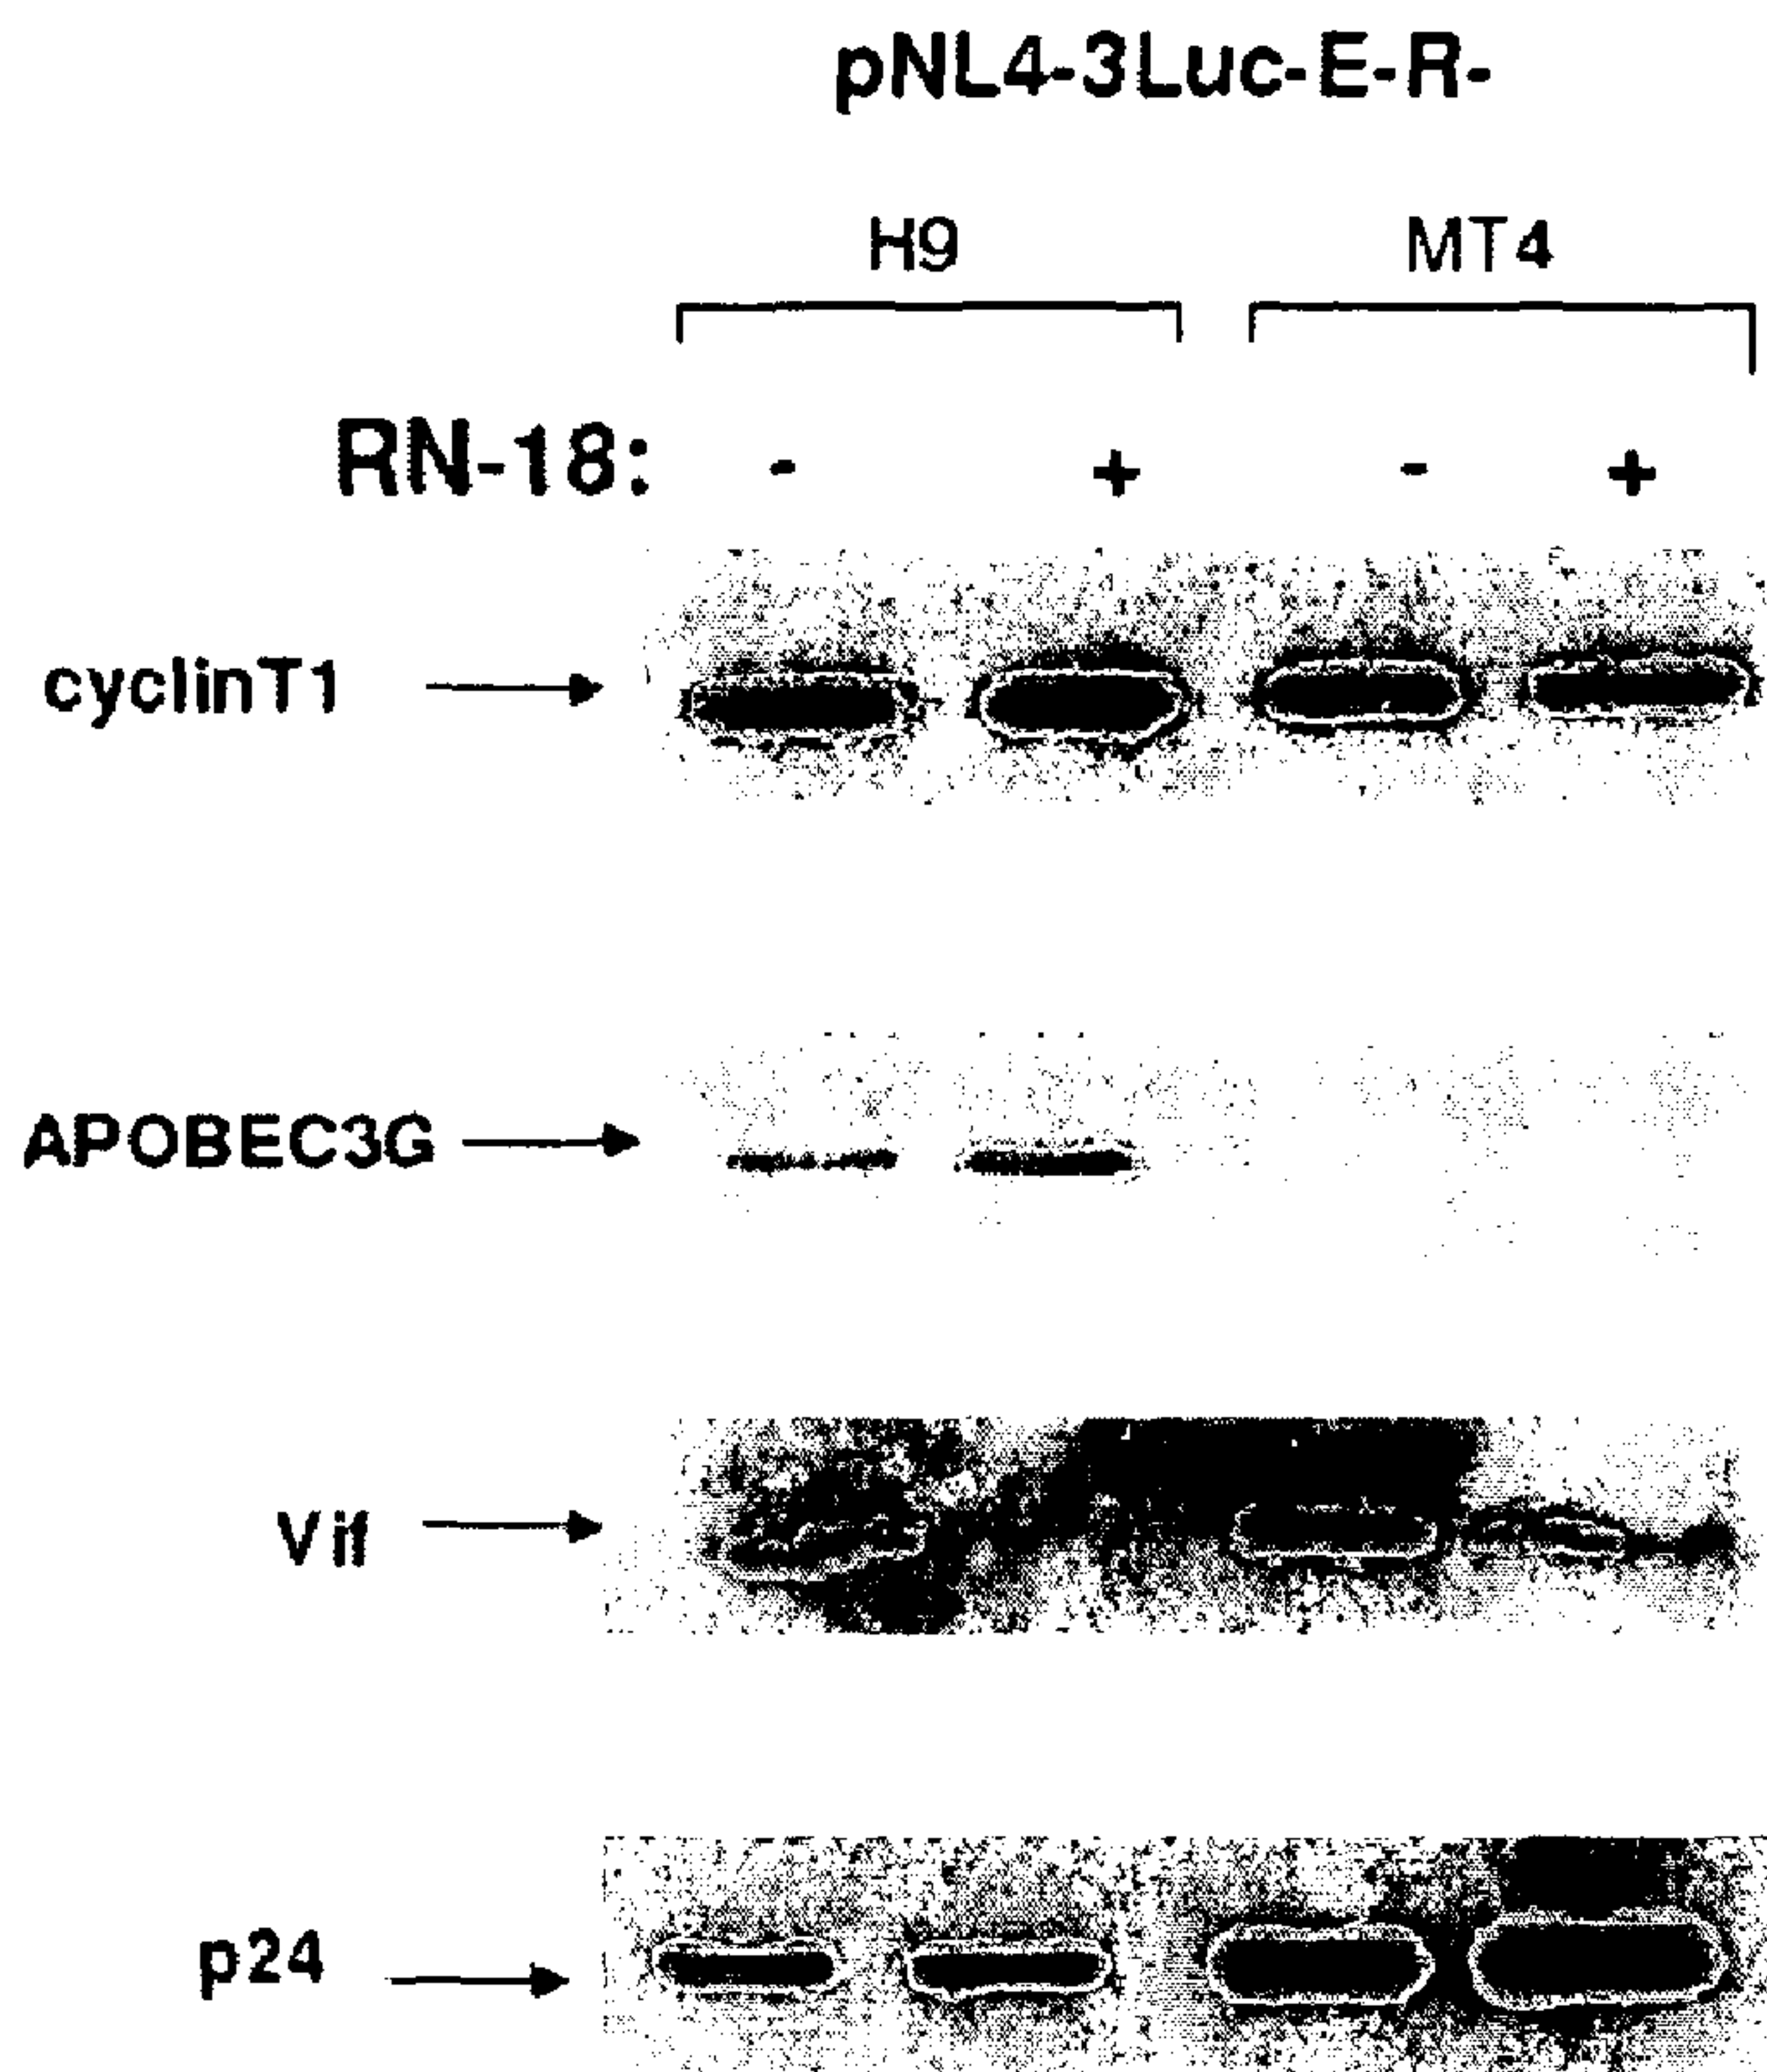 pNL4-3Luc-E-R-
H9 MT4
RN-18: - + - +
cyclinT1
APOBEC3G
Vif
p24